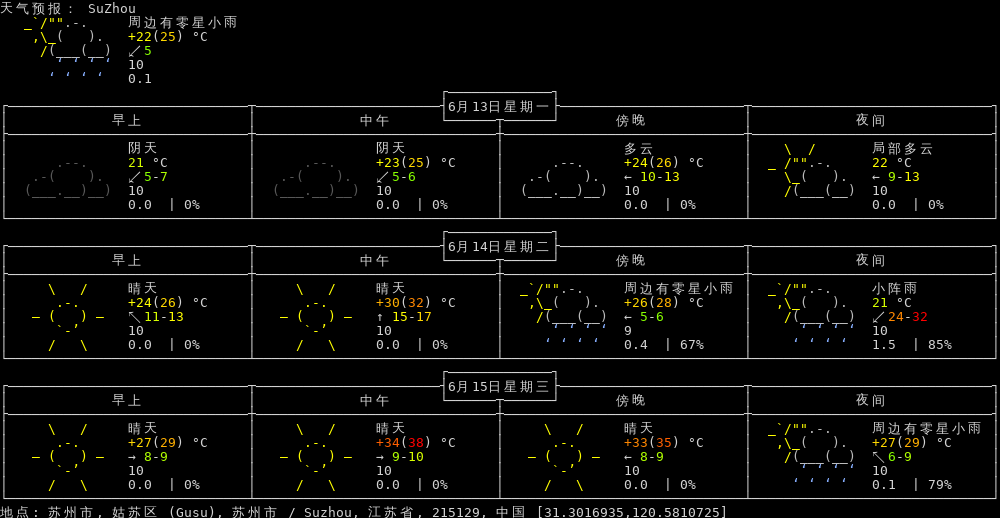 天气预报: SuZhou
周边有零星小雨
+22(25) °C
↙ 5
10
0.1
6月13日星期一
早上 中午 傍晚 夜间
阴天 阴天 多云 局部多云
21 °C +23(25) °C +24(26) °C 22 °C
↙ 5-7 ↙ 5-6 ← 10-13 ← 9-13
10 10 10 10
0.0 | 0% 0.0 | 0% 0.0 | 0% 0.0 | 0%
6月14日星期二
早上 中午 傍晚 夜间
晴天 晴天 周边有零星小雨 小阵雨
+24(26) °C +30(32) °C +26(28) °C 21 °C
↖ 11-13 ↑ 15-17 ← 5-6 ↙ 24-32
10 10 9 10
0.0 | 0% 0.0 | 0% 0.4 | 67% 1.5 | 85%
6月15日星期三
早上 中午 傍晚 夜间
晴天 晴天 晴天 周边有零星小雨
+27(29) °C +34(38) °C +33(35) °C +27(29) °C
→ 8-9 → 9-10 ← 8-9 ↖ 6-9
10 10 10 10
0.0 | 0% 0.0 | 0% 0.0 | 0% 0.1 | 79%
地点: 苏州市, 姑苏区 (Gusu), 苏州市 / Suzhou, 江苏省, 215129, 中国 [31.3016935,120.5810725]